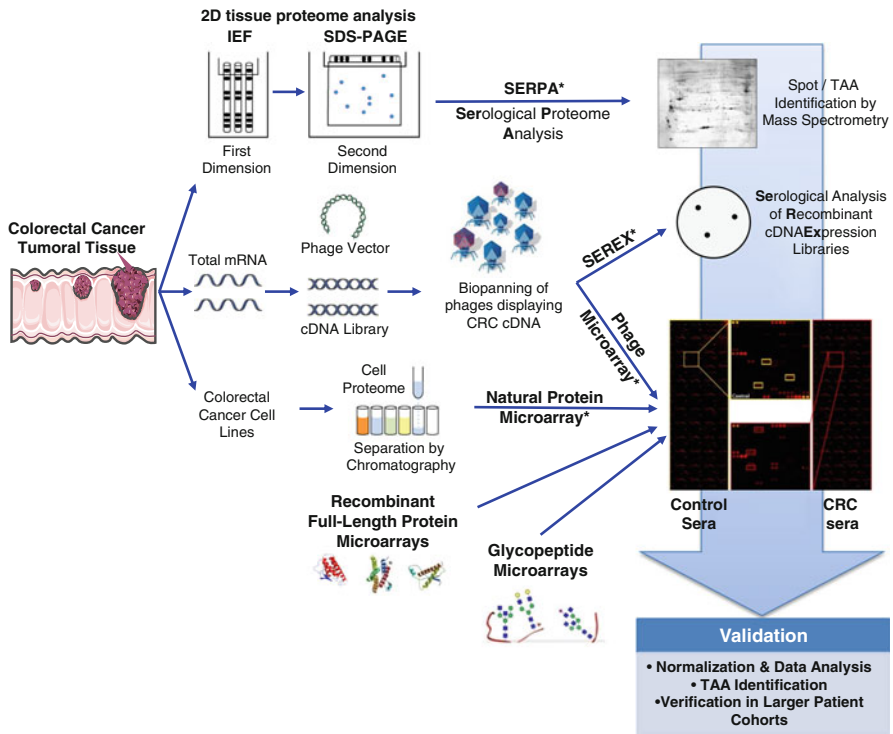 2D tissue proteome analysis
IEF
SDS-PAGE
First
Dimension
Second
Dimension
SERPA*
Serological Proteome
Analysis
Spot / TAA
Identification by
Mass Spectrometry
Colorectal Cancer
Tumoral Tissue
Phage Vector
Total mRNA
cDNA Library
Biopanning of
phages displaying
CRC cDNA
SEREX*
Serological Analysis
of Recombinant
cDNAExpression
Libraries
Phage
Microarray*
Colorectal
Cancer Cell
Lines
Cell
Proteome
Separation by
Chromatography
Natural Protein
Microarray*
Control
Control
Sera
CRC
sera
Recombinant
Full-Length Protein
Microarrays
Glycopeptide
Microarrays
Validation
• Normalization & Data Analysis
• TAA Identification
•Verification in Larger Patient
Cohorts